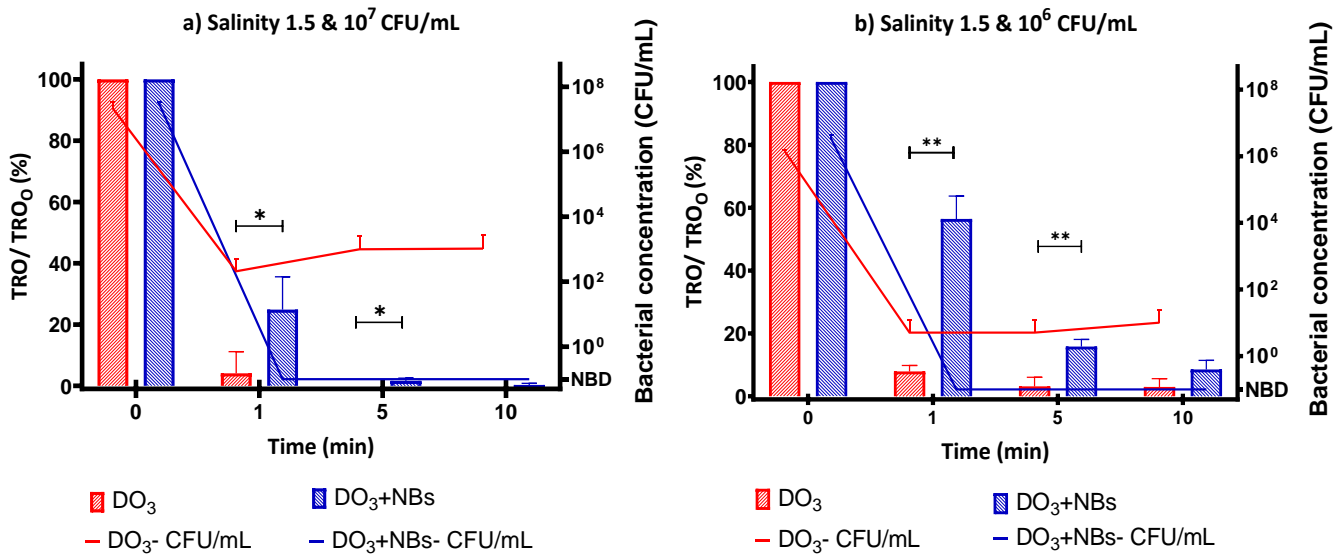 a) Salinity 1.5 & 10⁷ CFU/mL
TRO/ TRO₀ (%)
100
80
60
40
20
0
*
*
10⁸
10⁶
10⁴
10²
10⁰
NBD
Bacterial concentration (CFU/mL)
0 1 5 10
Time (min)
DO₃ DO₃+NBs
DO₃- CFU/mL DO₃+NBs- CFU/mL
b) Salinity 1.5 & 10⁶ CFU/mL
TRO/ TRO₀ (%)
100
80
60
40
20
0
**
**
10⁸
10⁶
10⁴
10²
10⁰
NBD
Bacterial concentration (CFU/mL)
0 1 5 10
Time (min)
DO₃ DO₃+NBs
DO₃- CFU/mL DO₃+NBs- CFU/mL